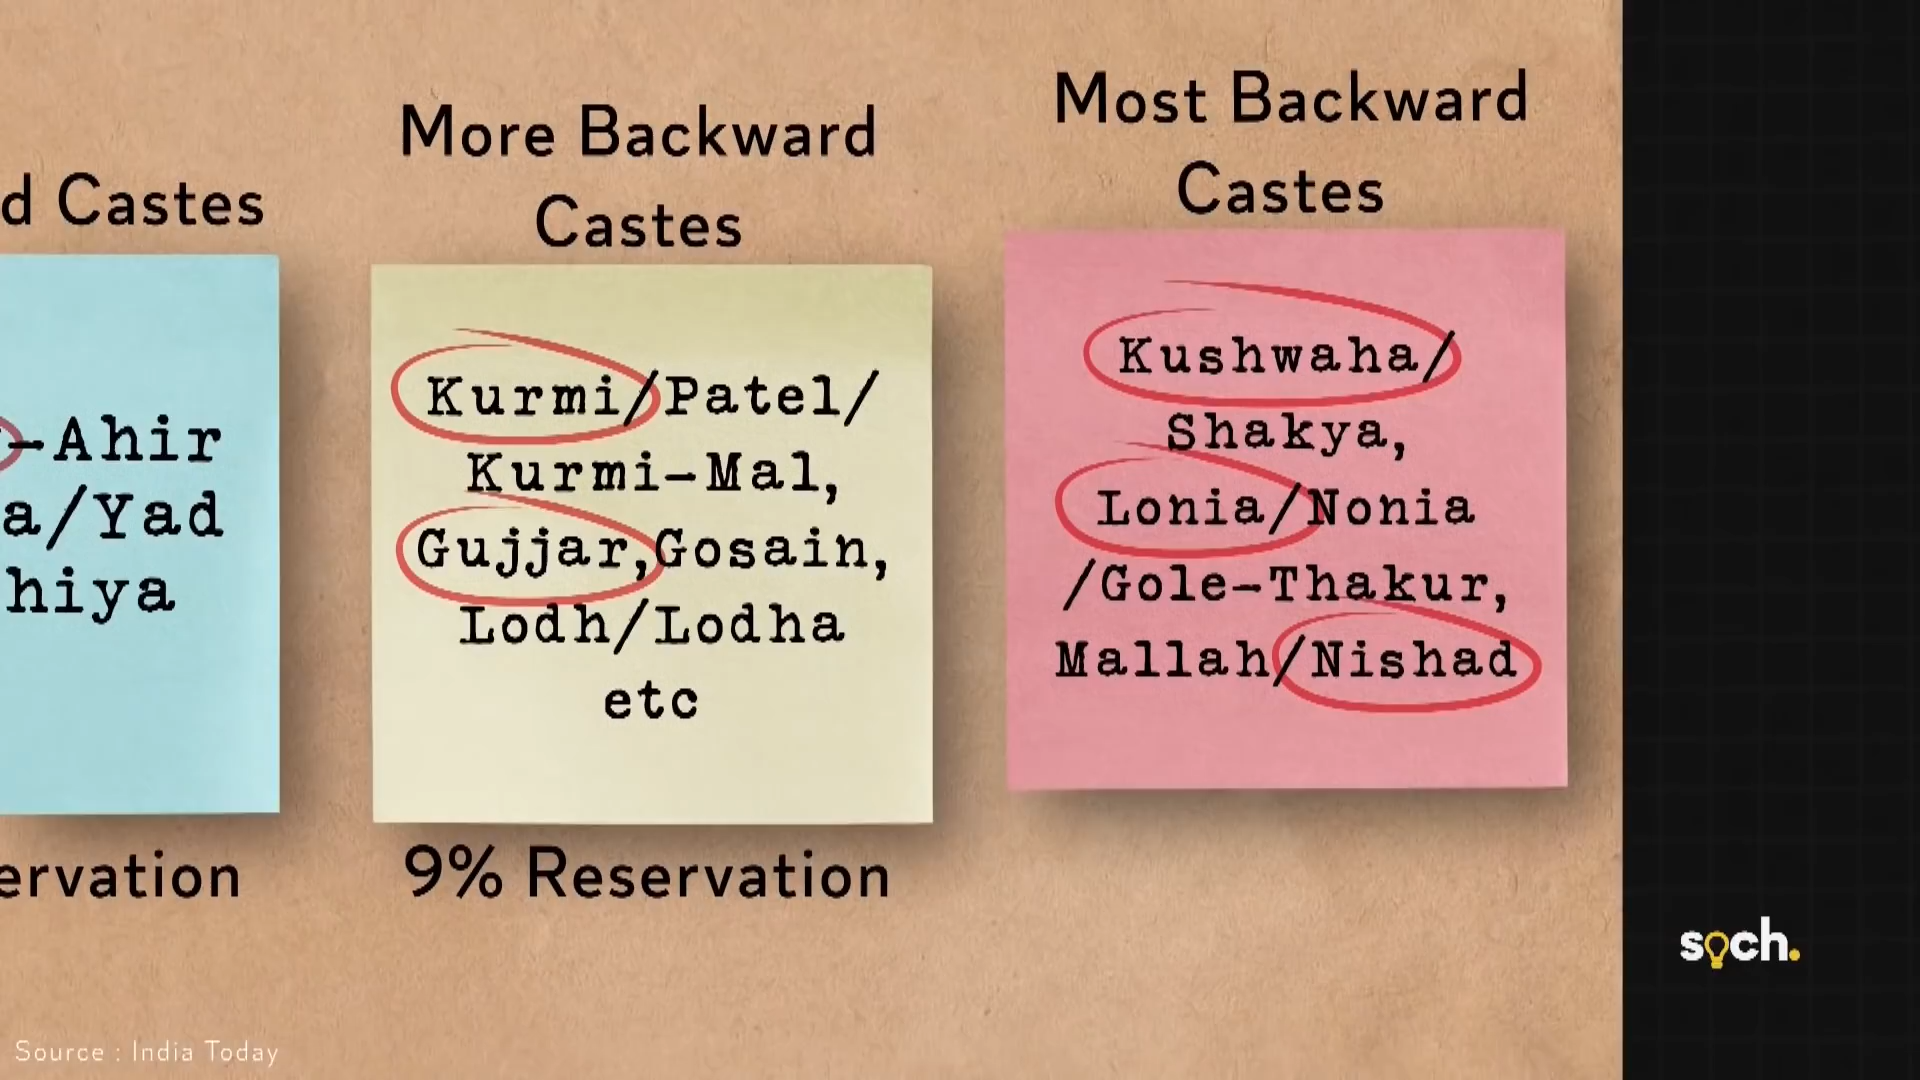 d Castes
-Ahir
a/Yad
hiya
ervation
More Backward
Castes
Kurmi/Patel/
Kurmi-Mal,
Gujjar,Gosain,
Lodh/Lodha
etc
9% Reservation
Most Backward
Castes
Kushwaha/
Shakya,
Lonia/Nonia
/Gole-Thakur,
Mallah/Nishad
soch.
Source : India Today